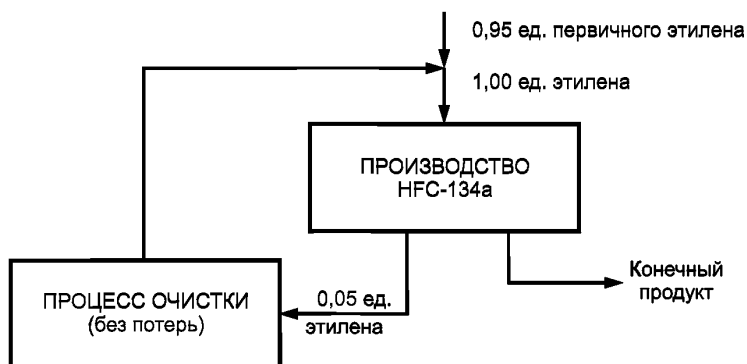 0,95 ед. первичного этилена
1,00 ед. этилена
ПРОИЗВОДСТВО
HFC-134a
Конечный
продукт
0,05 ед.
этилена
ПРОЦЕСС ОЧИСТКИ
(без потерь)